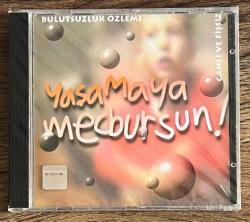 BULUTSUZLUK ÖZLEMİ
yaşamaya
mecbursun!
CANLI VE FİŞSİZ